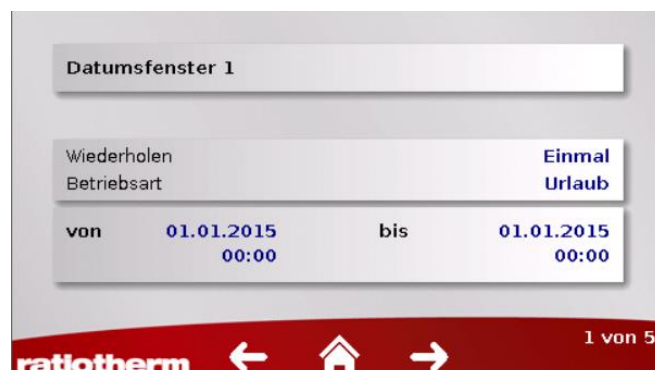 Datumsfenster 1
Wiederholen Einmal
Betriebsart Urlaub
von 01.01.2015 bis 01.01.2015
00:00 00:00
1 von 5
ratiotherm